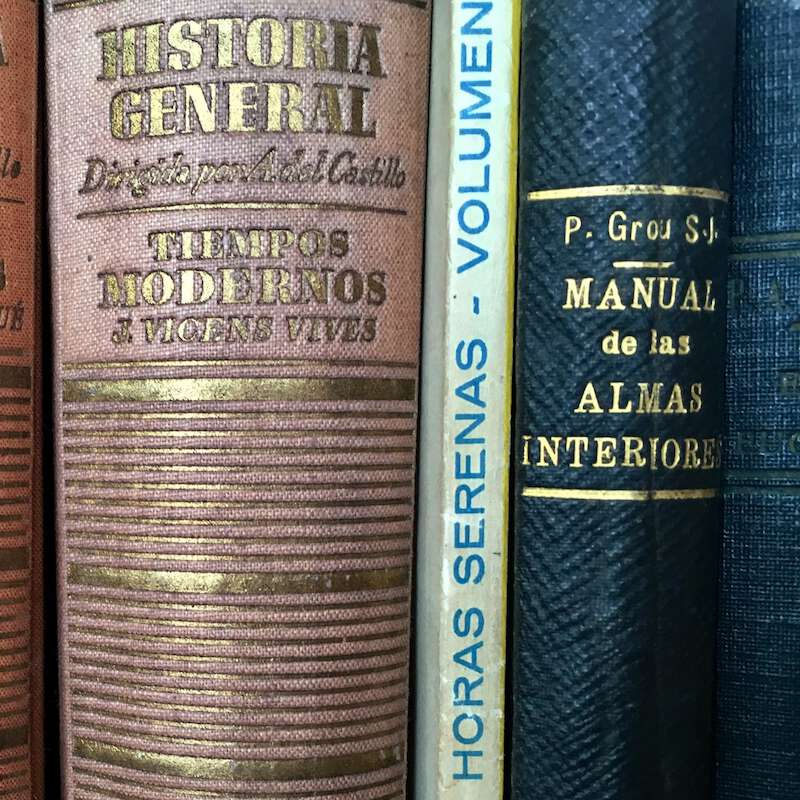 HISTORIA
GENERAL
Dirigida por A. del Castillo
TIEMPOS
MODERNOS
J. VICENS VIVES
HORAS SERENAS - VOLUMEN
P. Grou S.J.
MANUAL
de las
ALMAS
INTERIORES